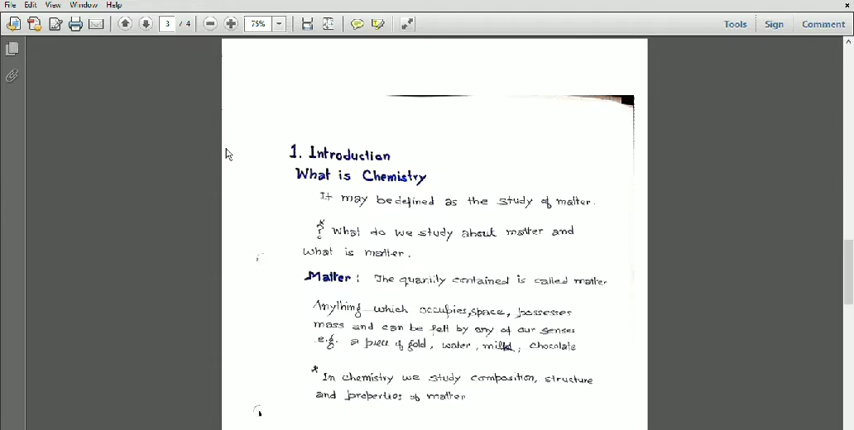 File Edit View Window Help
3 / 4 75% Tools Sign Comment
1. Introduction
What is Chemistry
It may be defined as the study of matter.
* ? What do we study about matter and
what is matter.
Matter : The quantity contained is called matter
Anything which occupies, space, possesses
mass and can be felt by any of our senses
e.g. a piece of gold, water, milk, chocolate
* In chemistry we study composition, structure
and properties of matter